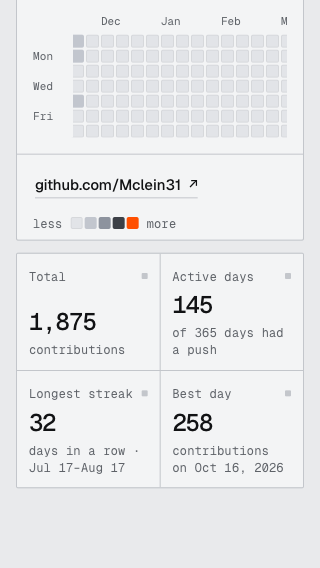 Dec Jan Feb M
Mon
Wed
Fri
github.com/Mclein31 ↗
less more
Total
1,875
contributions
Active days
145
of 365 days had
a push
Longest streak
32
days in a row ·
Jul 17–Aug 17
Best day
258
contributions
on Oct 16, 2026